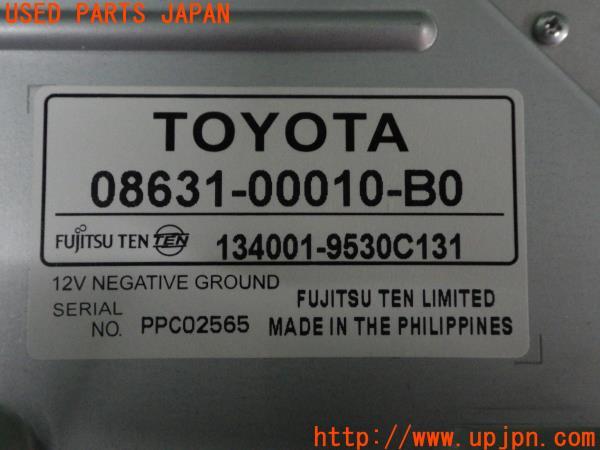 USED PARTS JAPAN
TOYOTA
08631-00010-B0
FUJITSU TEN TEN 134001-9530C131
12V NEGATIVE GROUND
SERIAL NO. PPC02565
FUJITSU TEN LIMITED
MADE IN THE PHILIPPINES
http://www.upjpn.com/